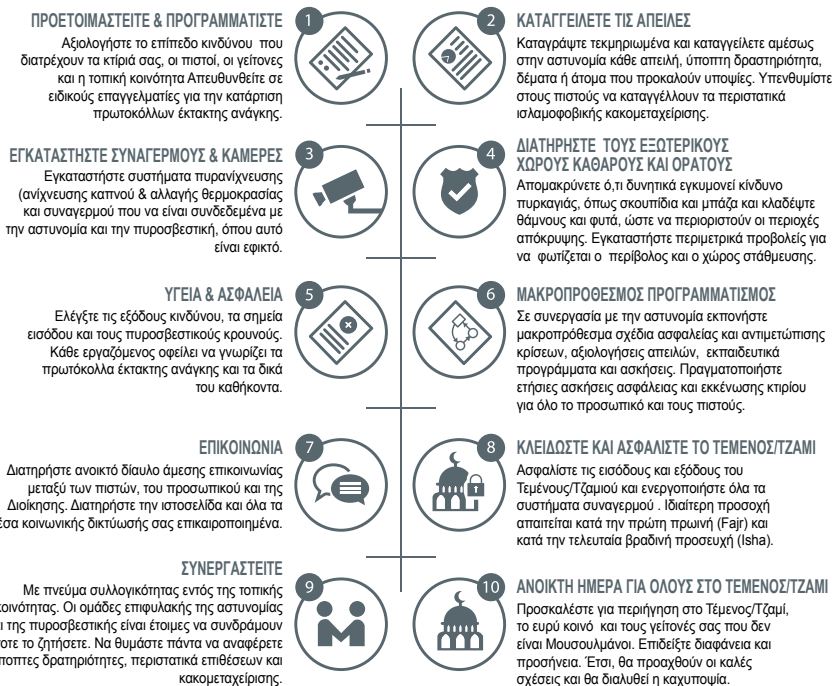 1
ΠΡΟΕΤΟΙΜΑΣΤΕΙΤΕ & ΠΡΟΓΡΑΜΜΑΤΙΣΤΕ
Αξιολογήστε το επίπεδο κινδύνου που
διατρέχουν τα κτίριά σας, οι πιστοί, οι γείτονες
και η τοπική κοινότητα Απευθυνθείτε σε
ειδικούς επαγγελματίες για την κατάρτιση
πρωτοκόλλων έκτακτης ανάγκης.
2
ΚΑΤΑΓΓΕΙΛΕΤΕ ΤΙΣ ΑΠΕΙΛΕΣ
Καταγράψτε τεκμηριωμένα και καταγγείλετε αμέσως
στην αστυνομία κάθε απειλή, ύποπτη δραστηριότητα,
δέματα ή άτομα που προκαλούν υποψίες. Υπενθυμίστε
στους πιστούς να καταγγέλλουν τα περιστατικά
ισλαμοφοβικής κακομεταχείρισης.
3
ΕΓΚΑΤΑΣΤΗΣΤΕ ΣΥΝΑΓΕΡΜΟΥΣ & ΚΑΜΕΡΕΣ
Εγκαταστήστε συστήματα πυρανίχνευσης
(ανίχνευσης καπνού & αλλαγής θερμοκρασίας
και συναγερμού που να είναι συνδεδεμένα με
την αστυνομία και την πυροσβεστική, όπου αυτό
είναι εφικτό.
4
ΔΙΑΤΗΡΗΣΤΕ ΤΟΥΣ ΕΞΩΤΕΡΙΚΟΥΣ
ΧΩΡΟΥΣ ΚΑΘΑΡΟΥΣ ΚΑΙ ΟΡΑΤΟΥΣ
Απομακρύνετε ό,τι δυνητικά εγκυμονεί κίνδυνο
πυρκαγιάς, όπως σκουπίδια και μπάζα και κλαδέψτε
θάμνους και φυτά, ώστε να περιοριστούν οι περιοχές
απόκρυψης. Εγκαταστήστε περιμετρικά προβολείς για
να φωτίζεται ο περίβολος και ο χώρος στάθμευσης.
5
ΥΓΕΙΑ & ΑΣΦΑΛΕΙΑ
Ελέγξτε τις εξόδους κινδύνου, τα σημεία
εισόδου και τους πυροσβεστικούς κρουνούς.
Κάθε εργαζόμενος οφείλει να γνωρίζει τα
πρωτόκολλα έκτακτης ανάγκης και τα δικά
του καθήκοντα.
6
ΜΑΚΡΟΠΡΟΘΕΣΜΟΣ ΠΡΟΓΡΑΜΜΑΤΙΣΜΟΣ
Σε συνεργασία με την αστυνομία εκπονήστε
μακροπρόθεσμα σχέδια ασφαλείας και αντιμετώπισης
κρίσεων, αξιολογήσεις απειλών, εκπαιδευτικά
προγράμματα και ασκήσεις. Πραγματοποιήστε
ετήσιες ασκήσεις ασφάλειας και εκκένωσης κτιρίου
για όλο το προσωπικό και τους πιστούς.
7
ΕΠΙΚΟΙΝΩΝΙΑ
Διατηρήστε ανοικτό δίαυλο άμεσης επικοινωνίας
μεταξύ των πιστών, του προσωπικού και της
Διοίκησης. Διατηρήστε την ιστοσελίδα και όλα τα
κοινωνικής δικτύωσής σας επικαιροποιημένα.
8
ΚΛΕΙΔΩΣΤΕ ΚΑΙ ΑΣΦΑΛΙΣΤΕ ΤΟ ΤΕΜΕΝΟΣ/ΤΖΑΜΙ
Ασφαλίστε τις εισόδους και εξόδους του
Τεμένους/Τζαμιού και ενεργοποιήστε όλα τα
συστήματα συναγερμού . Ιδιαίτερη προσοχή
απαιτείται κατά την πρώτη πρωινή (Fajr) και
κατά την τελευταία βραδινή προσευχή (Isha).
9
ΣΥΝΕΡΓΑΣΤΕΙΤΕ
Με πνεύμα συλλογικότητας εντός της τοπικής
κοινότητας. Οι ομάδες επιφυλακής της αστυνομίας
της πυροσβεστικής είναι έτοιμες να συνδράμουν
το ζητήσετε. Να θυμάστε πάντα να αναφέρετε
δρατηριότητες, περιστατικά επιθέσεων και
κακομεταχείρισης.
10
ΑΝΟΙΚΤΗ ΗΜΕΡΑ ΓΙΑ ΟΛΟΥΣ ΣΤΟ ΤΕΜΕΝΟΣ/ΤΖΑΜΙ
Προσκαλέστε για περιήγηση στο Τέμενος/Τζαμί,
το ευρύ κοινό και τους γείτονές σας που δεν
είναι Μουσουλμάνοι. Επιδείξτε διαφάνεια και
προσήνεια. Έτσι, θα προαχθούν οι καλές
σχέσεις και θα διαλυθεί η καχυποψία.